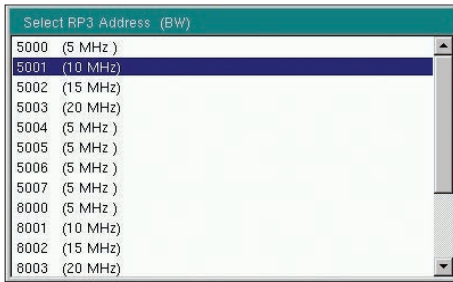 Select RP3 Address (BW)
5000 (5 MHz )
5001 (10 MHz)
5002 (15 MHz)
5003 (20 MHz)
5004 (5 MHz )
5005 (5 MHz )
5006 (5 MHz )
5007 (5 MHz )
8000 (5 MHz )
8001 (10 MHz)
8002 (15 MHz)
8003 (20 MHz)